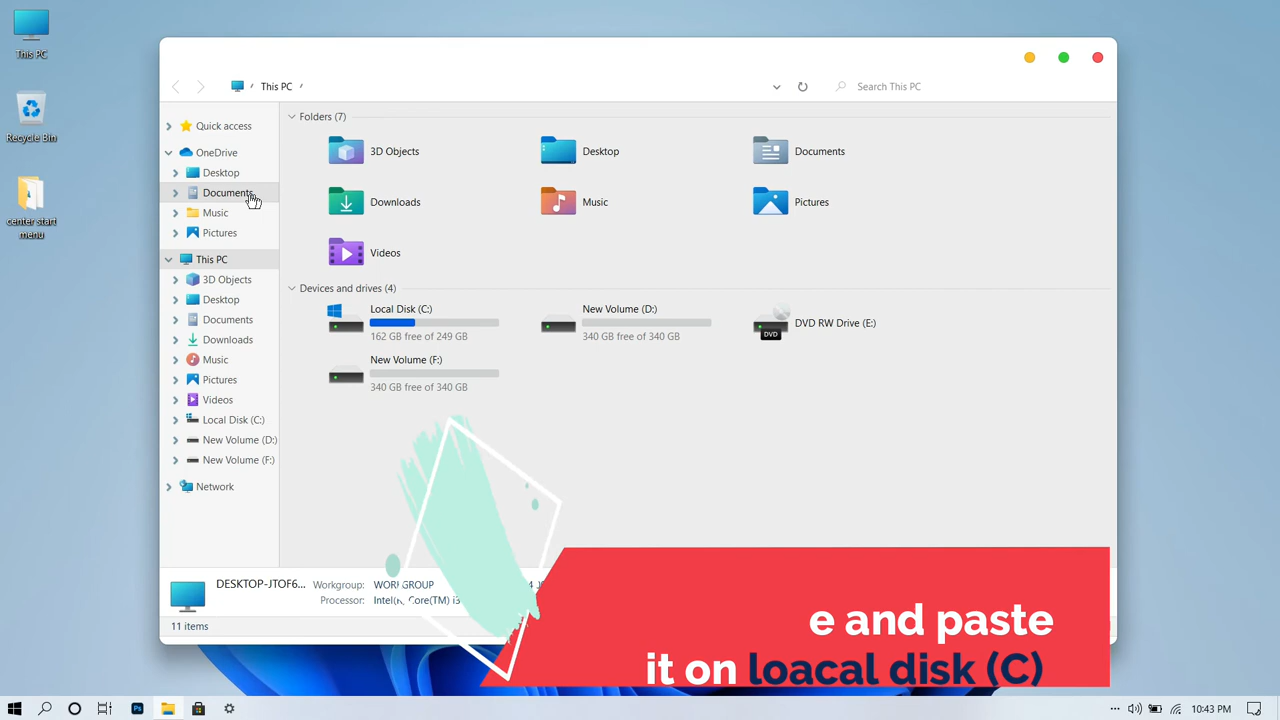 This PC
Recycle Bin
center start
menu
This PC
Search This PC
Quick access
OneDrive
Desktop
Documents
Music
Pictures
This PC
3D Objects
Desktop
Documents
Downloads
Music
Pictures
Videos
Local Disk (C:)
New Volume (D:)
New Volume (F:)
Network
Folders (7)
3D Objects
Desktop
Documents
Downloads
Music
Pictures
Videos
Devices and drives (4)
Local Disk (C:)
162 GB free of 249 GB
New Volume (D:)
340 GB free of 340 GB
DVD
DVD RW Drive (E:)
New Volume (F:)
340 GB free of 340 GB
DESKTOP-JTOF6...
Workgroup: WORKGROUP
Processor: Intel(R) Core(TM) i3
11 items
e and paste
it on loacal disk (C)
Ps
10:43 PM